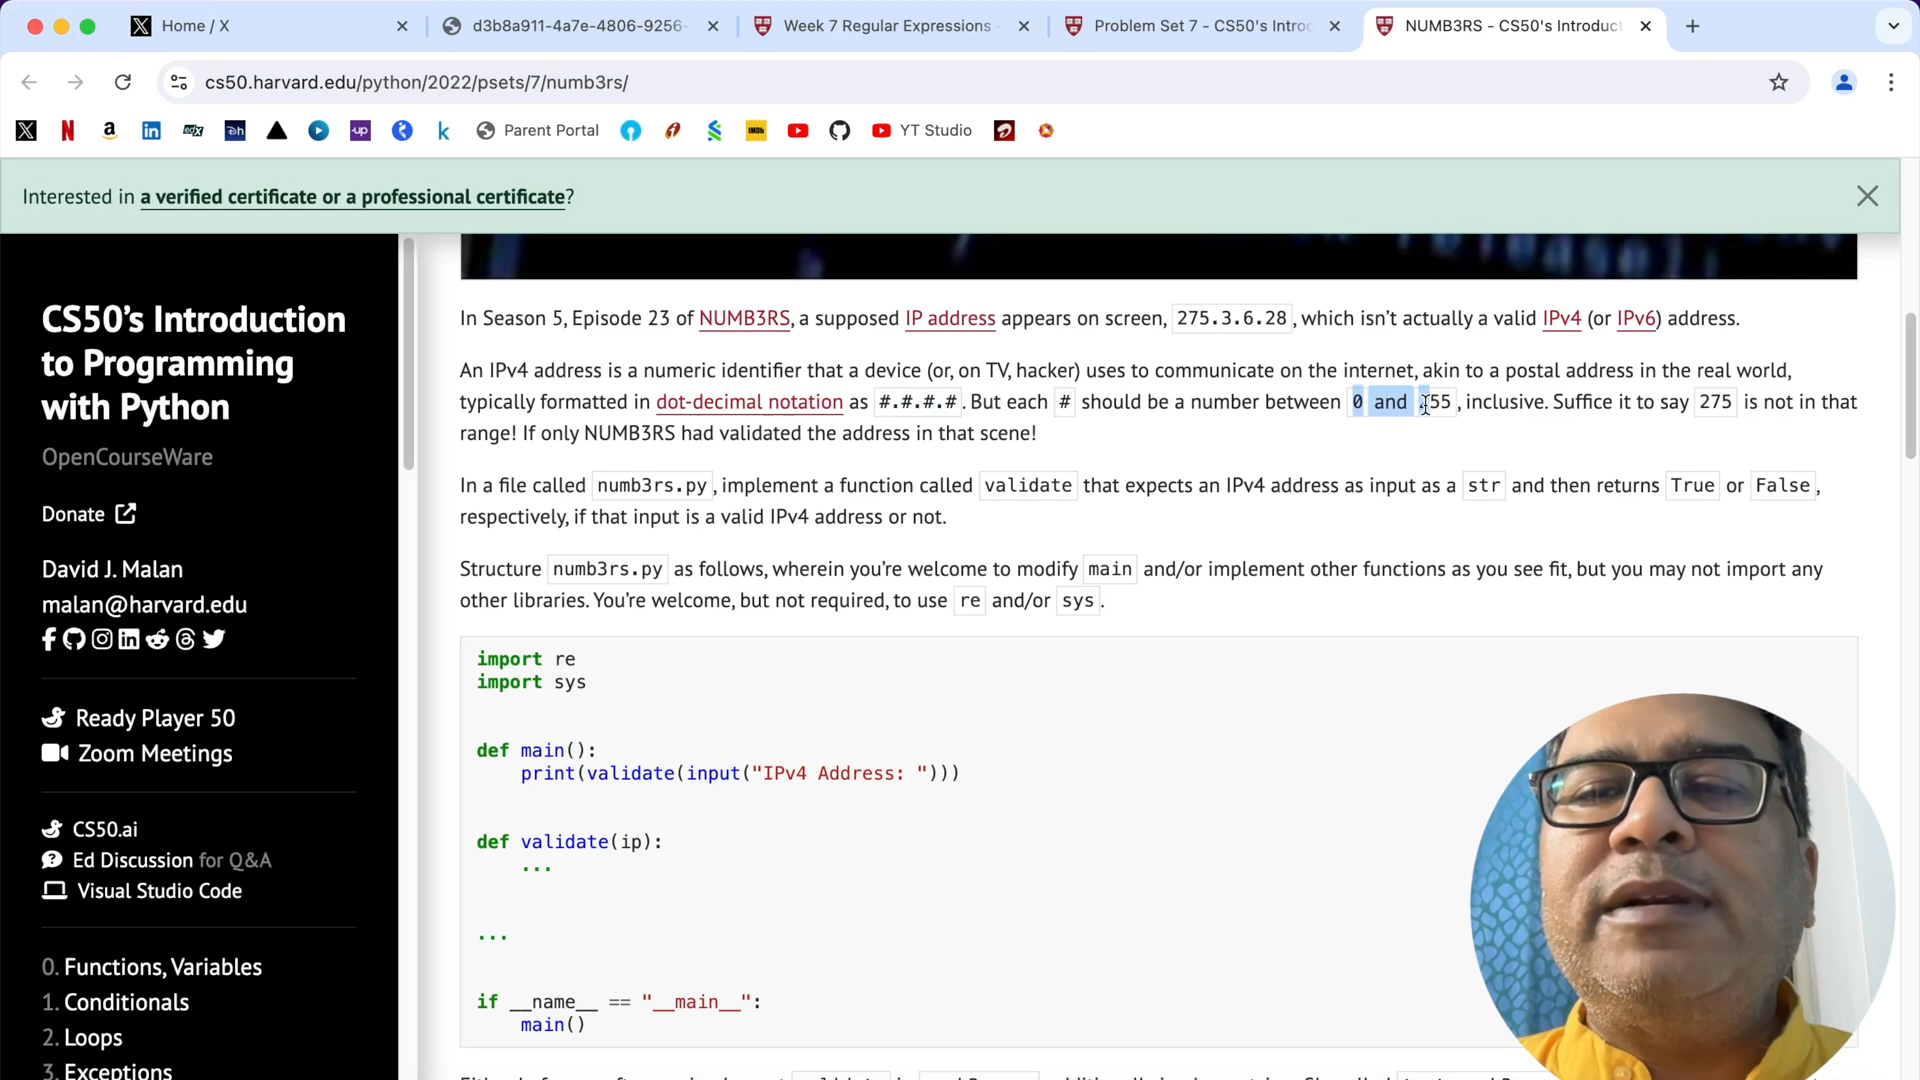 Home / X
d3b8a911-4a7e-4806-9256-
Week 7 Regular Expressions -
Problem Set 7 - CS50's Introd
NUMB3RS - CS50's Introduct
cs50.harvard.edu/python/2022/psets/7/numb3rs/
Parent Portal
YT Studio
Interested in a verified certificate or a professional certificate?
CS50's Introduction
to Programming
with Python
OpenCourseWare
Donate
David J. Malan
malan@harvard.edu
Ready Player 50
Zoom Meetings
CS50.ai
Ed Discussion for Q&A
Visual Studio Code
0. Functions, Variables
1. Conditionals
2. Loops
3. Exceptions
In Season 5, Episode 23 of NUMB3RS, a supposed IP address appears on screen, 275.3.6.28, which isn't actually a valid IPv4 (or IPv6) address.
An IPv4 address is a numeric identifier that a device (or, on TV, hacker) uses to communicate on the internet, akin to a postal address in the real world,
typically formatted in dot-decimal notation as #.#.#.#. But each # should be a number between 0 and 255, inclusive. Suffice it to say 275 is not in that
range! If only NUMB3RS had validated the address in that scene!
In a file called numb3rs.py, implement a function called validate that expects an IPv4 address as input as a str and then returns True or False,
respectively, if that input is a valid IPv4 address or not.
Structure numb3rs.py as follows, wherein you're welcome to modify main and/or implement other functions as you see fit, but you may not import any
other libraries. You're welcome, but not required, to use re and/or sys.
import re
import sys
def main():
print(validate(input("IPv4 Address: ")))
def validate(ip):
...
...
if __name__ == "__main__":
main()